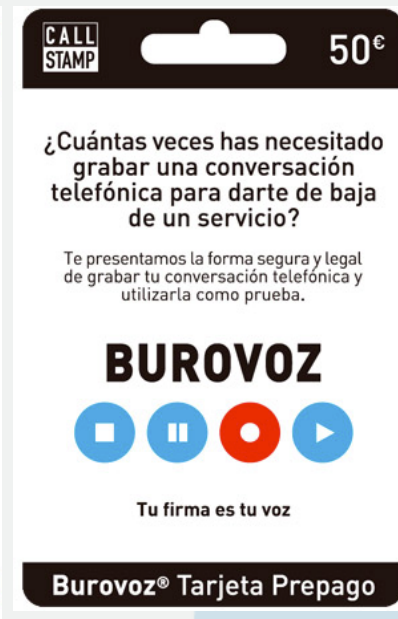 CALL
STAMP
50€
¿Cuántas veces has necesitado
grabar una conversación
telefónica para darte de baja
de un servicio?
Te presentamos la forma segura y legal
de grabar tu conversación telefónica y
utilizarla como prueba.
BUROVOZ
Tu firma es tu voz
Burovoz® Tarjeta Prepago